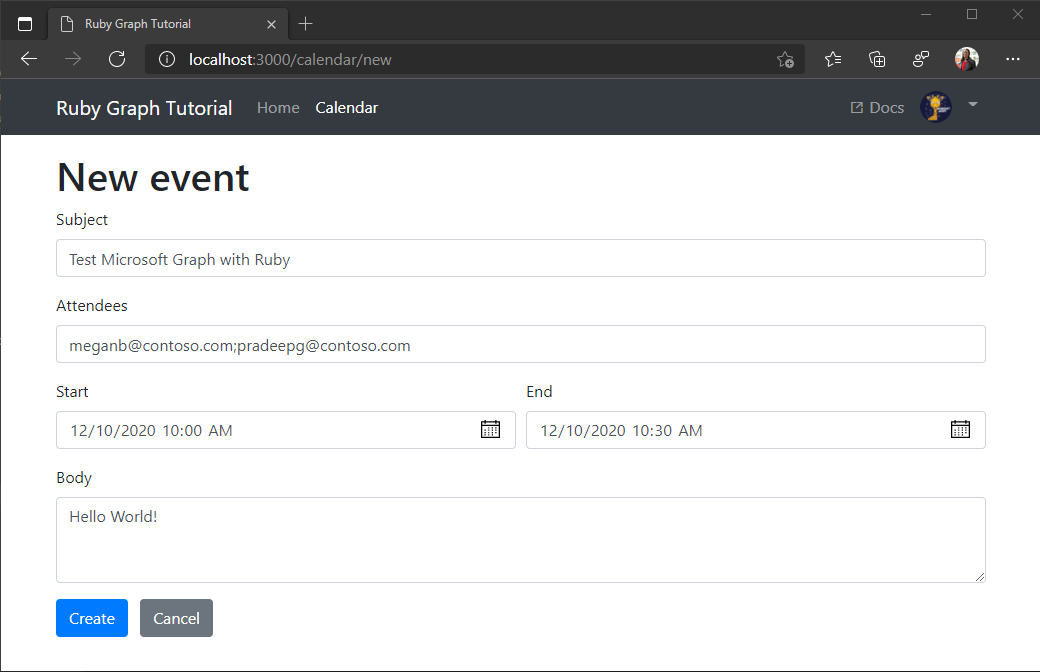 Ruby Graph Tutorial
localhost:3000/calendar/new
Ruby Graph Tutorial Home Calendar Docs
New event
Subject
Test Microsoft Graph with Ruby
Attendees
meganb@contoso.com;pradeepg@contoso.com
Start End
12/10/2020 10:00 AM 12/10/2020 10:30 AM
Body
Hello World!
Create Cancel